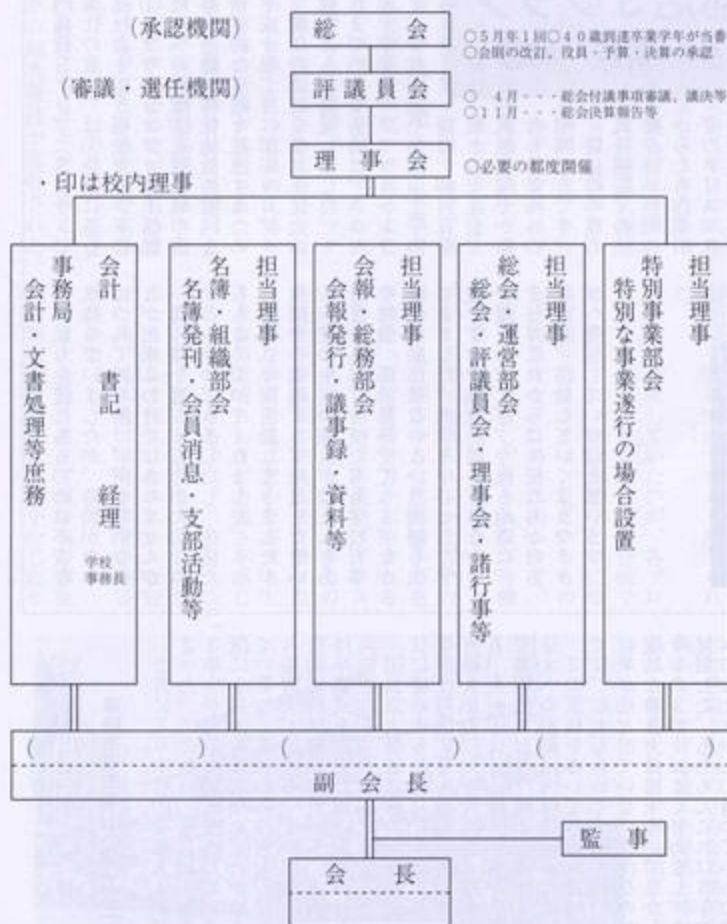 (承認機関)
総会
○5月年1回○40歳到達卒業学年が当番
○会則の改訂、役員・予算・決算の承認
(審議・選任機関)
評議員会
○ 4月・・・総会付議事項審議、議決等
○11月・・・総会決算報告等
理事会
○必要の都度開催
・印は校内理事
担当理事
特別事業部会
特別な事業遂行の場合設置
担当理事
総会・運営部会
総会・評議員会・理事会・諸行事等
担当理事
会報・総務部会
会報発行・議事録・資料等
担当理事
名簿・組織部会
名簿発刊・会員消息・支部活動等
会計 書記 経理 学校事務長
事務局
会計・文書処理等庶務
( ) ( ) ( )
副会長
監事
会長